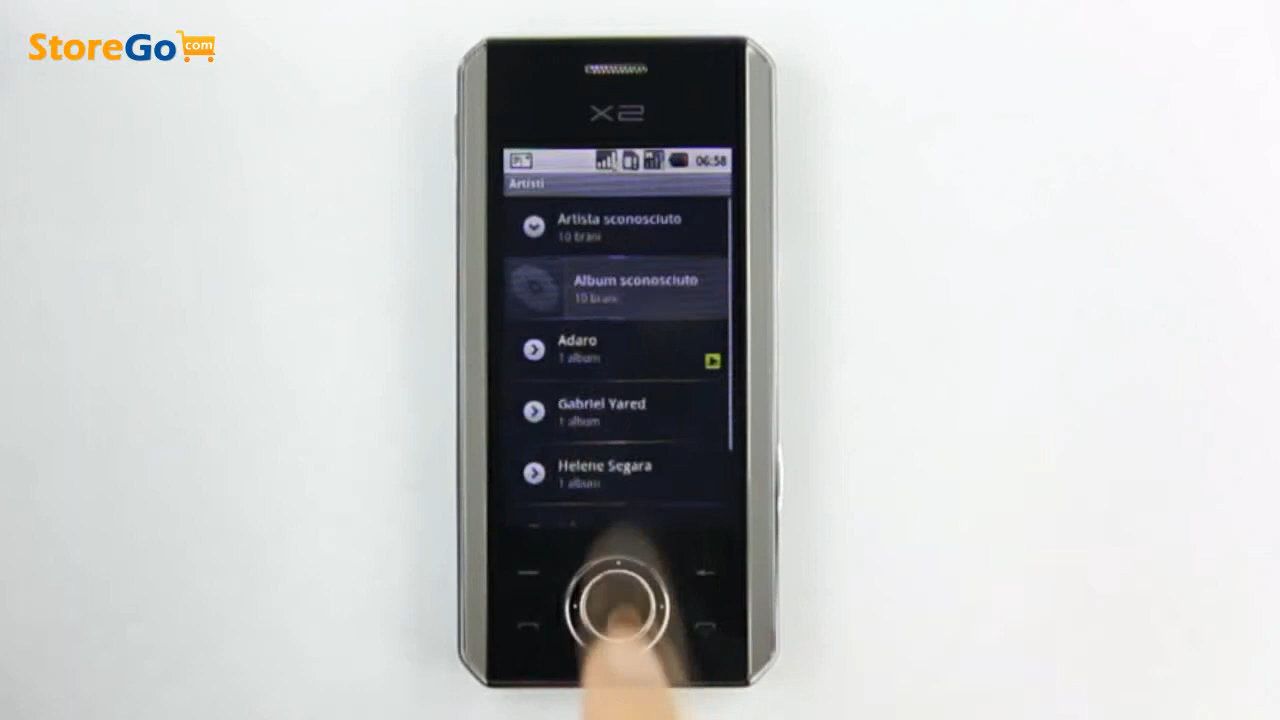 StoreGo.com
X2
06:58
Artisti
Artista sconosciuto
10 brani
Album sconosciuto
10 brani
Adaro
1 album
Gabriel Yared
1 album
Helene Segara
1 album